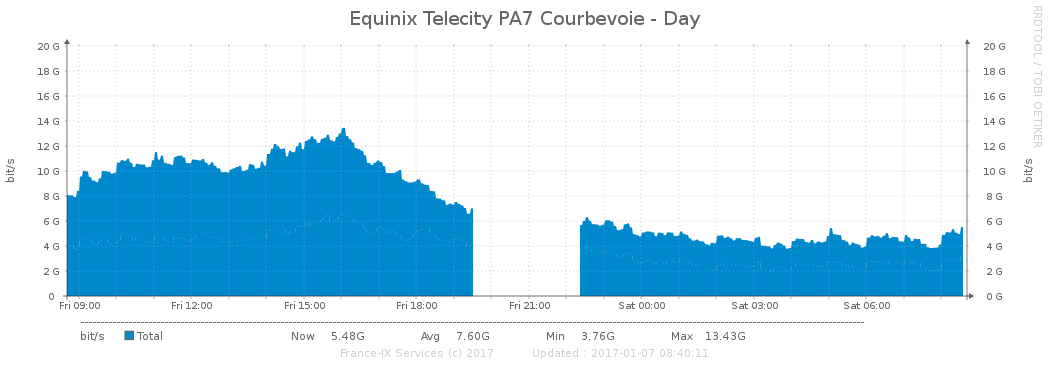 Equinix Telecity PA7 Courbevoie - Day
RRDTOOL / TOBI OETIKER
bit/s
bit/s
20 G 20 G
18 G 18 G
16 G 16 G
14 G 14 G
12 G 12 G
10 G 10 G
8 G 8 G
6 G 6 G
4 G 4 G
2 G 2 G
0 0 G
Fri 09:00 Fri 12:00 Fri 15:00 Fri 18:00 Fri 21:00 Sat 00:00 Sat 03:00 Sat 06:00
bit/s Total Now 5.48G Avg 7.60G Min 3.76G Max 13.43G
France-IX Services (c) 2017 Updated : 2017-01-07 08:40:11